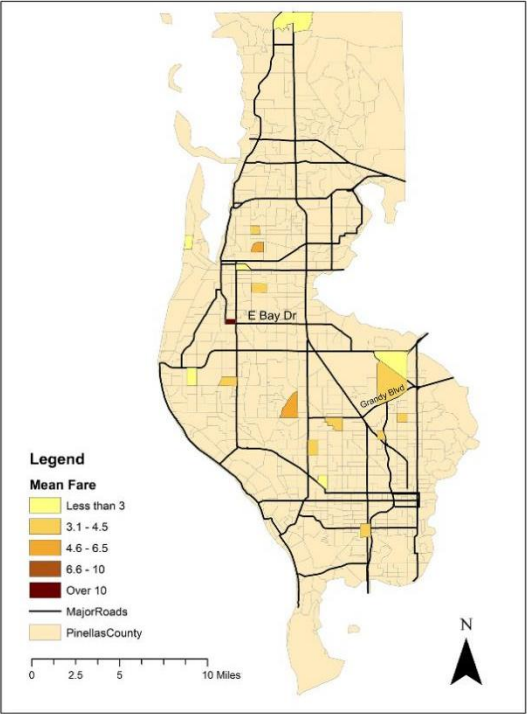 E Bay Dr
Grandy Blvd
Legend
Mean Fare
Less than 3
3.1 - 4.5
4.6 - 6.5
6.6 - 10
Over 10
MajorRoads
PinellasCounty
N
0 2.5 5 10 Miles